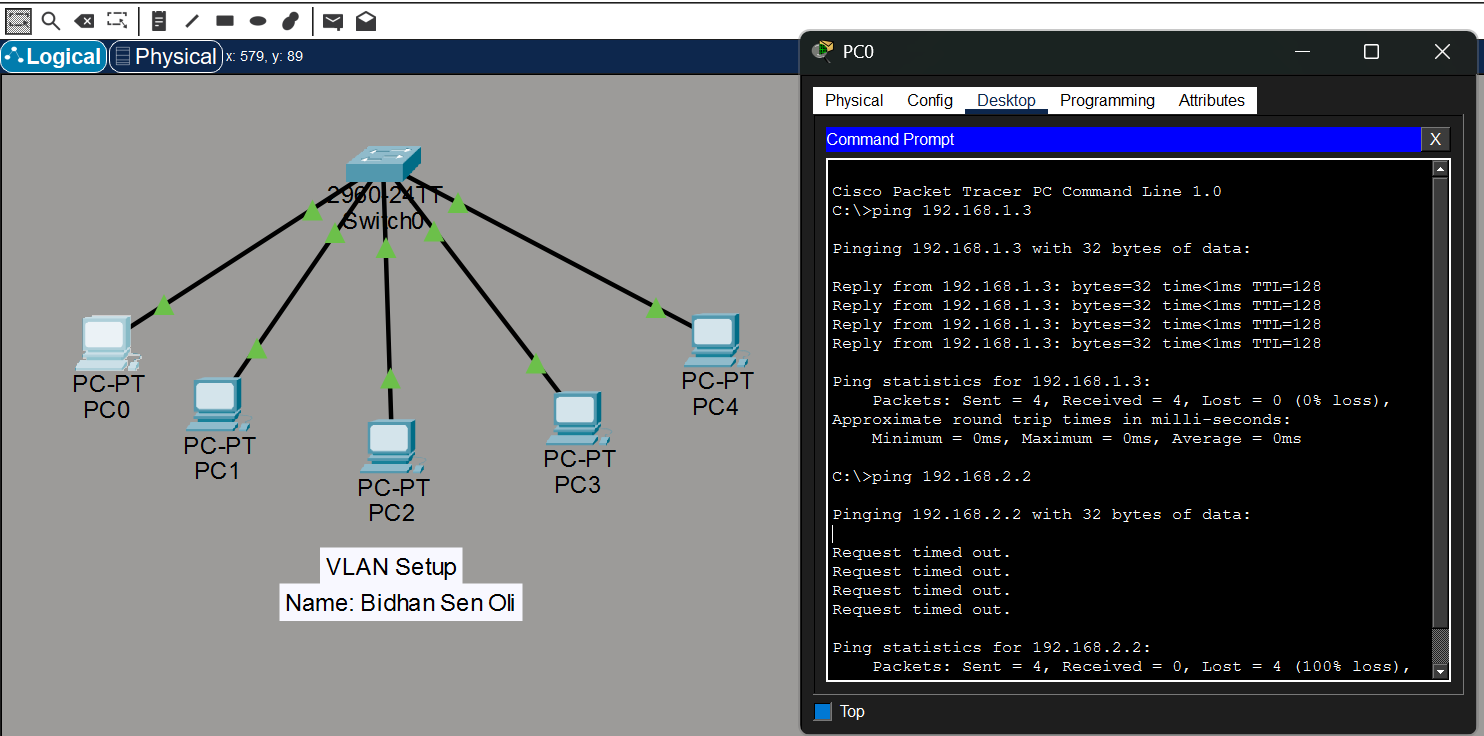 Logical Physical x: 579, y: 89
2960-24TT
Switch0
PC-PT
PC0
PC-PT
PC1
PC-PT
PC2
PC-PT
PC3
PC-PT
PC4
VLAN Setup
Name: Bidhan Sen Oli
PC0
Physical Config Desktop Programming Attributes
Command Prompt X
Cisco Packet Tracer PC Command Line 1.0
C:\>ping 192.168.1.3
Pinging 192.168.1.3 with 32 bytes of data:
Reply from 192.168.1.3: bytes=32 time<1ms TTL=128
Reply from 192.168.1.3: bytes=32 time<1ms TTL=128
Reply from 192.168.1.3: bytes=32 time<1ms TTL=128
Reply from 192.168.1.3: bytes=32 time<1ms TTL=128
Ping statistics for 192.168.1.3:
Packets: Sent = 4, Received = 4, Lost = 0 (0% loss),
Approximate round trip times in milli-seconds:
Minimum = 0ms, Maximum = 0ms, Average = 0ms
C:\>ping 192.168.2.2
Pinging 192.168.2.2 with 32 bytes of data:
Request timed out.
Request timed out.
Request timed out.
Request timed out.
Ping statistics for 192.168.2.2:
Packets: Sent = 4, Received = 0, Lost = 4 (100% loss),
Top